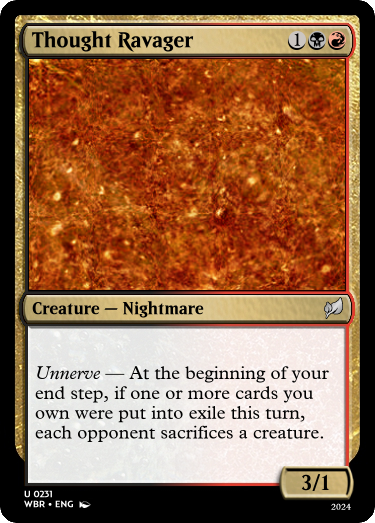 Thought Ravager 1
Creature — Nightmare
Unnerve — At the beginning of your
end step, if one or more cards you
own were put into exile this turn,
each opponent sacrifices a creature.
3/1
U 0231
WBR • ENG
2024